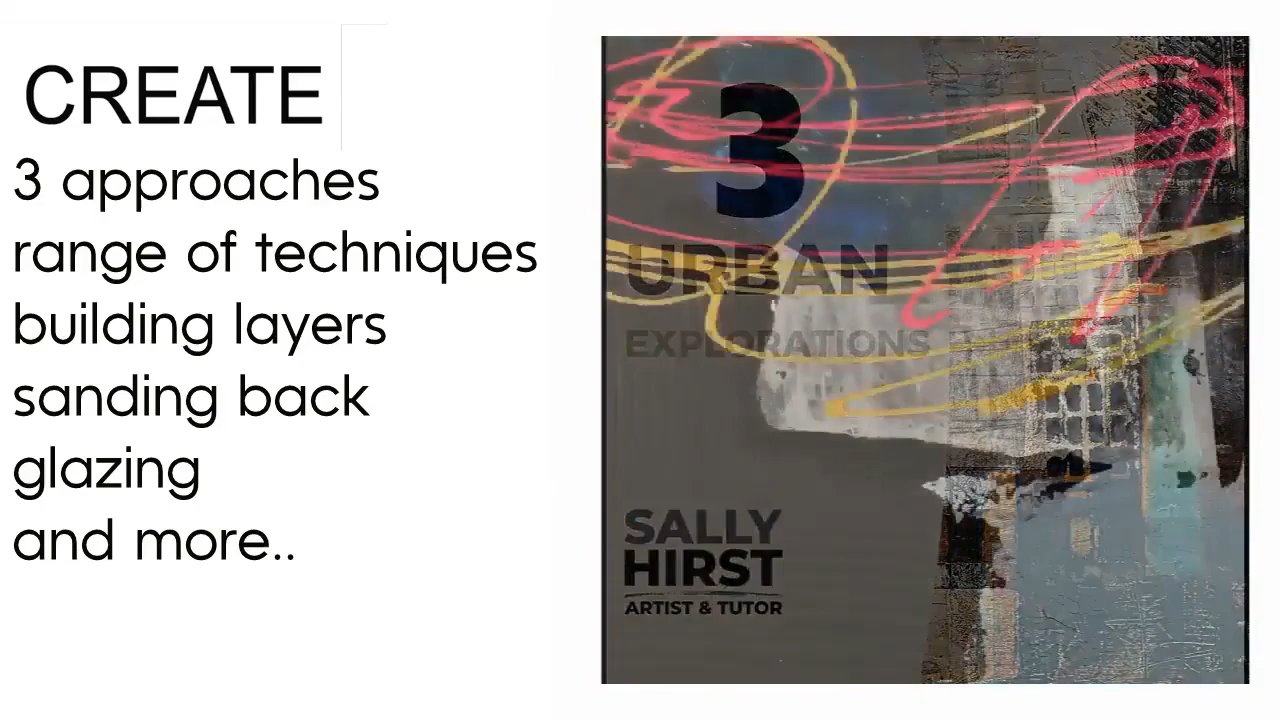 CREATE
3 approaches
range of techniques
building layers
sanding back
glazing
and more..
3
URBAN
EXPLORATIONS
SALLY
HIRST
ARTIST & TUTOR